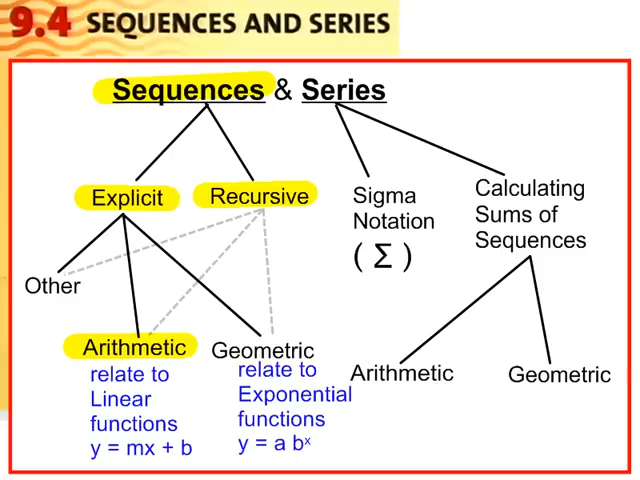 9.4 SEQUENCES AND SERIES
Sequences & Series
Explicit
Recursive
Sigma
Notation
( Σ )
Calculating
Sums of
Sequences
Other
Arithmetic
relate to
Linear
functions
y = mx + b
Geometric
relate to
Exponential
functions
y = a bˣ
Arithmetic
Geometric